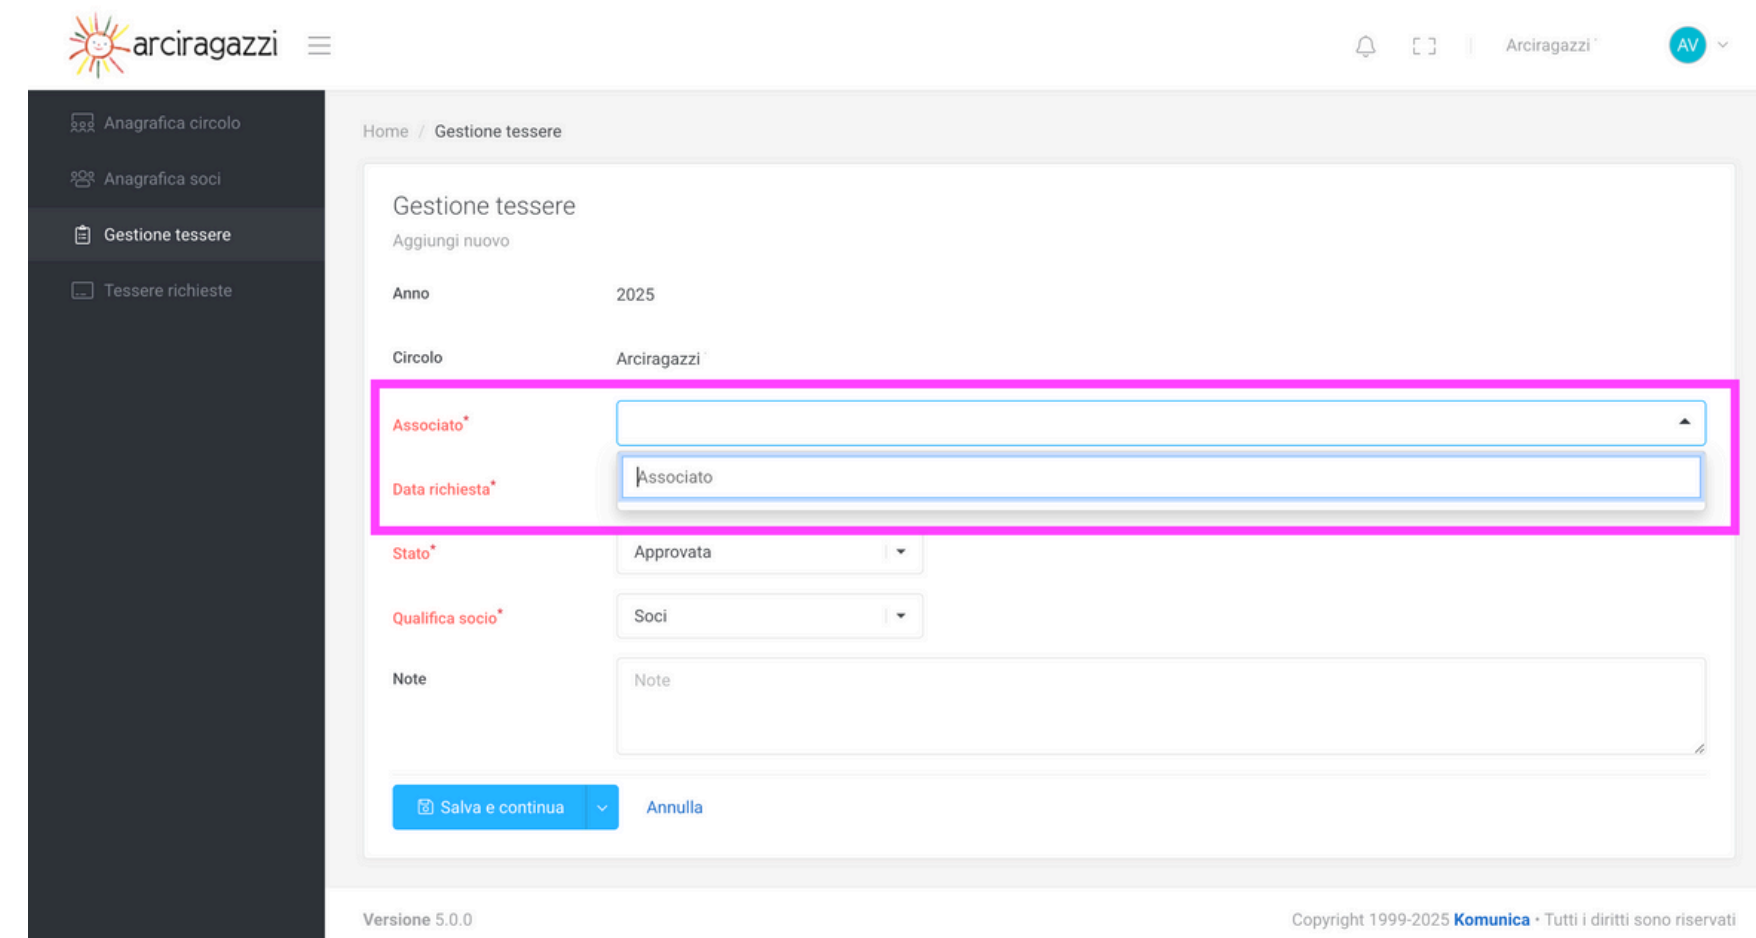 arciragazzi
Arciragazzi
AV
Anagrafica circolo
Anagrafica soci
Gestione tessere
Tessere richieste
Home / Gestione tessere
Gestione tessere
Aggiungi nuovo
Anno 2025
Circolo Arciragazzi
Associato*
Associato
Data richiesta*
Stato* Approvata
Qualifica socio* Soci
Note Note
Salva e continua Annulla
Versione 5.0.0 Copyright 1999-2025 Komunica • Tutti i diritti sono riservati